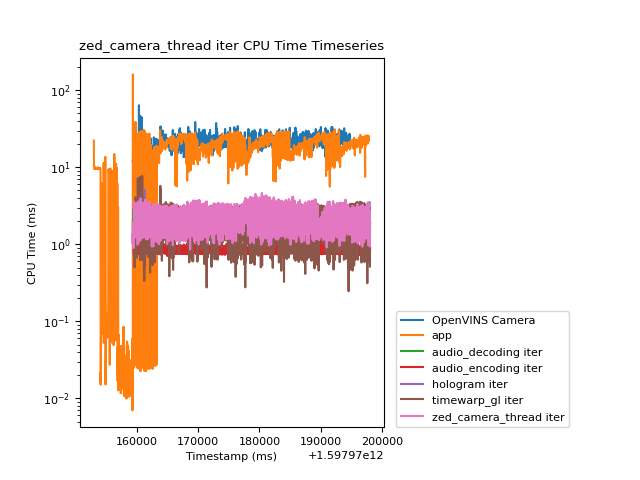 zed_camera_thread iter CPU Time Timeseries
CPU Time (ms)
10²
10¹
10⁰
10⁻¹
10⁻²
160000 170000 180000 190000 200000
Timestamp (ms)
+1.59797e12
OpenVINS Camera
app
audio_decoding iter
audio_encoding iter
hologram iter
timewarp_gl iter
zed_camera_thread iter